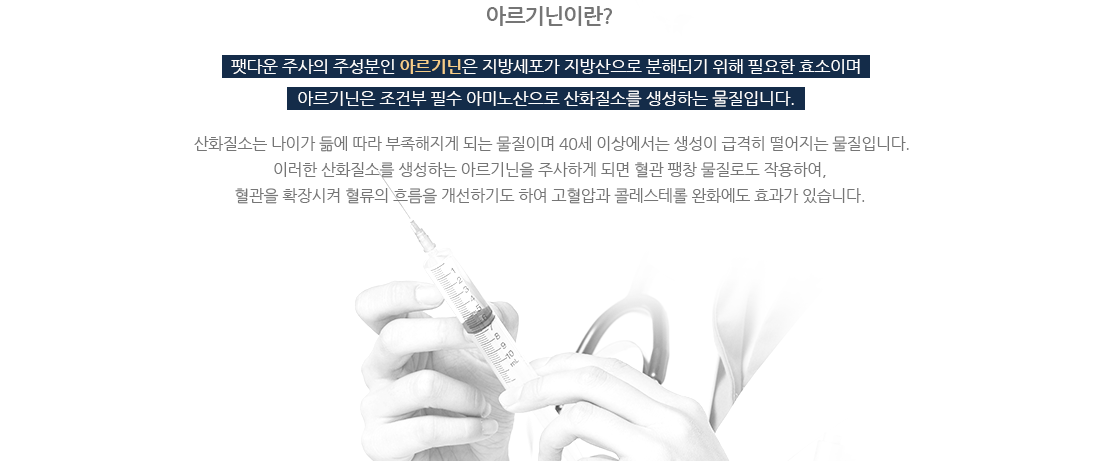 아르기닌이란?
팻다운 주사의 주성분인 아르기닌은 지방세포가 지방산으로 분해되기 위해 필요한 효소이며
아르기닌은 조건부 필수 아미노산으로 산화질소를 생성하는 물질입니다.
산화질소는 나이가 듦에 따라 부족해지게 되는 물질이며 40세 이상에서는 생성이 급격히 떨어지는 물질입니다.
이러한 산화질소를 생성하는 아르기닌을 주사하게 되면 혈관 팽창 물질로도 작용하여,
혈관을 확장시켜 혈류의 흐름을 개선하기도 하여 고혈압과 콜레스테롤 완화에도 효과가 있습니다.